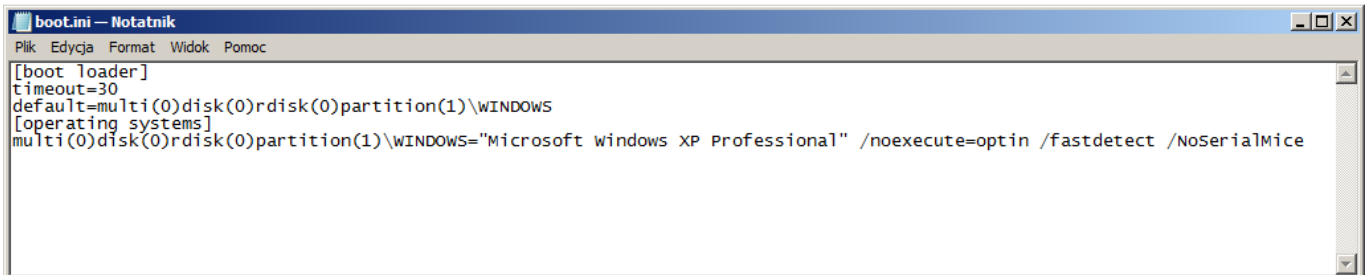 boot.ini — Notatnik
Plik Edycja Format Widok Pomoc
[boot loader]
timeout=30
default=multi(0)disk(0)rdisk(0)partition(1)\WINDOWS
[operating systems]
multi(0)disk(0)rdisk(0)partition(1)\WINDOWS="Microsoft Windows XP Professional" /noexecute=optin /fastdetect /NoSerialMice